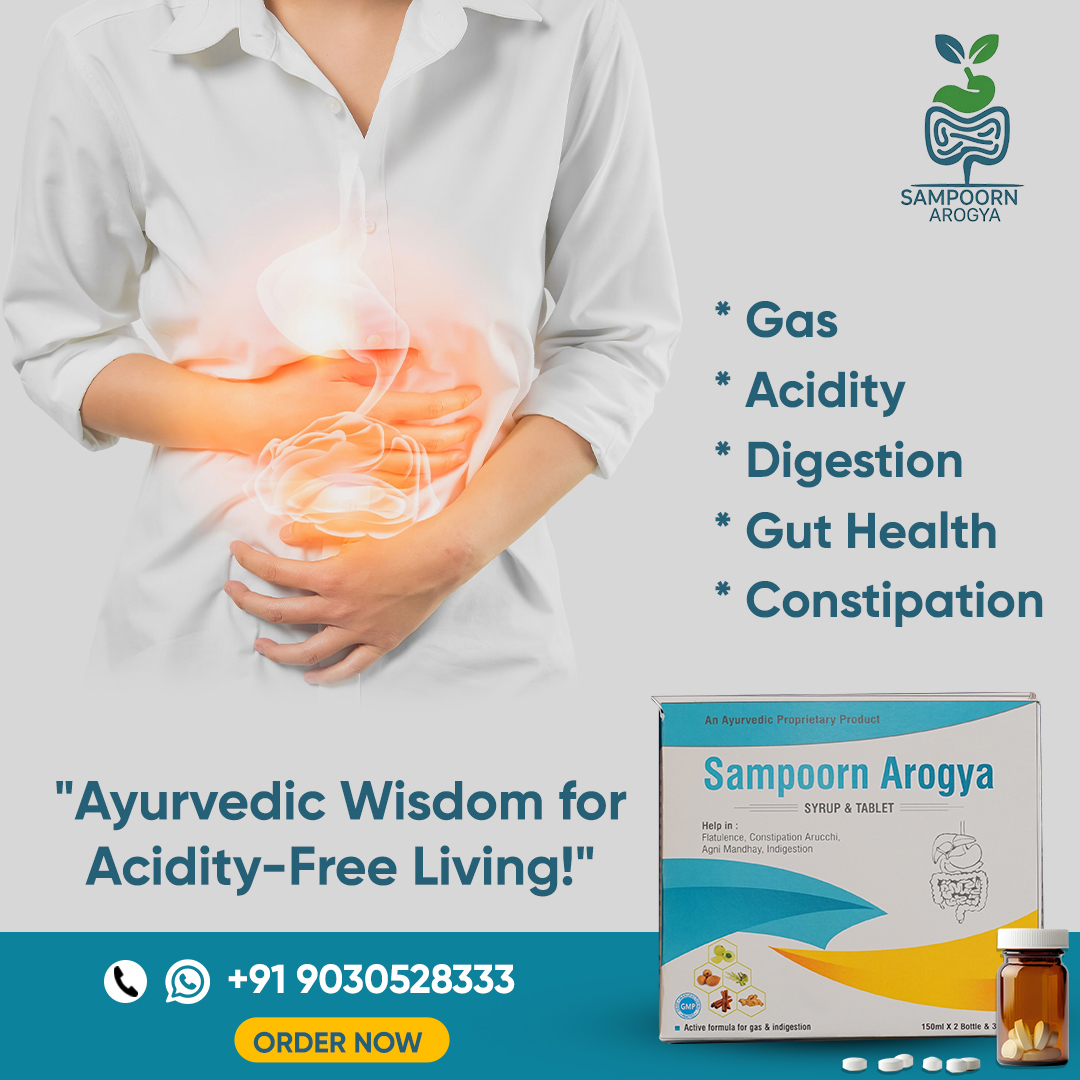 SAMPOORN
AROGYA
* Gas
* Acidity
* Digestion
* Gut Health
* Constipation
"Ayurvedic Wisdom for
Acidity-Free Living!"
An Ayurvedic Proprietary Product
Sampoorn Arogya
SYRUP & TABLET
Help in :
Flatulence, Constipation Arucchi,
Agni Mandhay, Indigestion
GMP
Active formula for gas & indigestion
150ml X 2 Bottle & 3
+91 9030528333
ORDER NOW